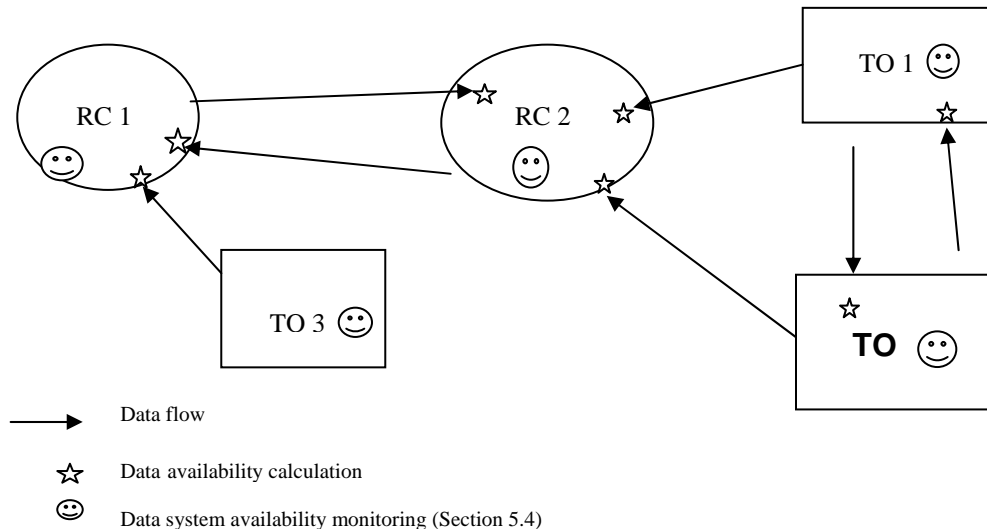 TO 1
RC 1
RC 2
TO 3
TO
Data flow
Data availability calculation
Data system availability monitoring (Section 5.4)